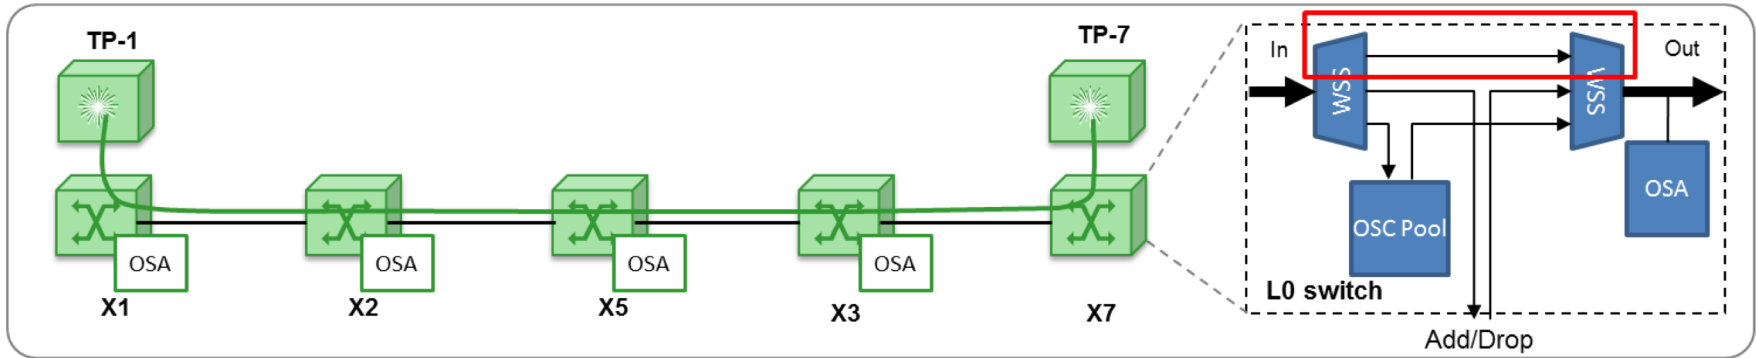 TP-1
TP-7
In
Out
WSS
WSS
OSA
OSC Pool
OSA
OSA
OSA
OSA
X1
X2
X5
X3
X7
L0 switch
Add/Drop